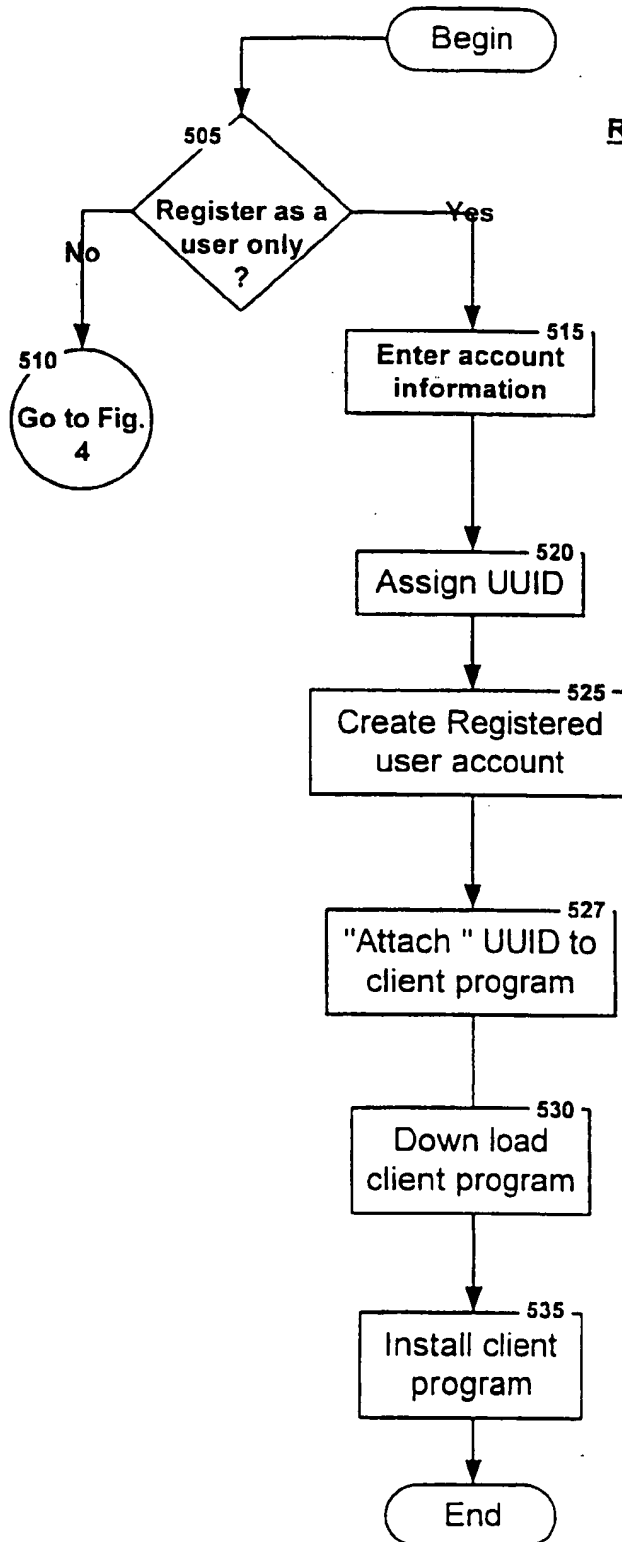 Begin
R
505
Register as a
user only
?
No
Yes
510
Go to Fig.
4
515
Enter account
information
520
Assign UUID
525
Create Registered
user account
527
"Attach " UUID to
client program
530
Down load
client program
535
Install client
program
End